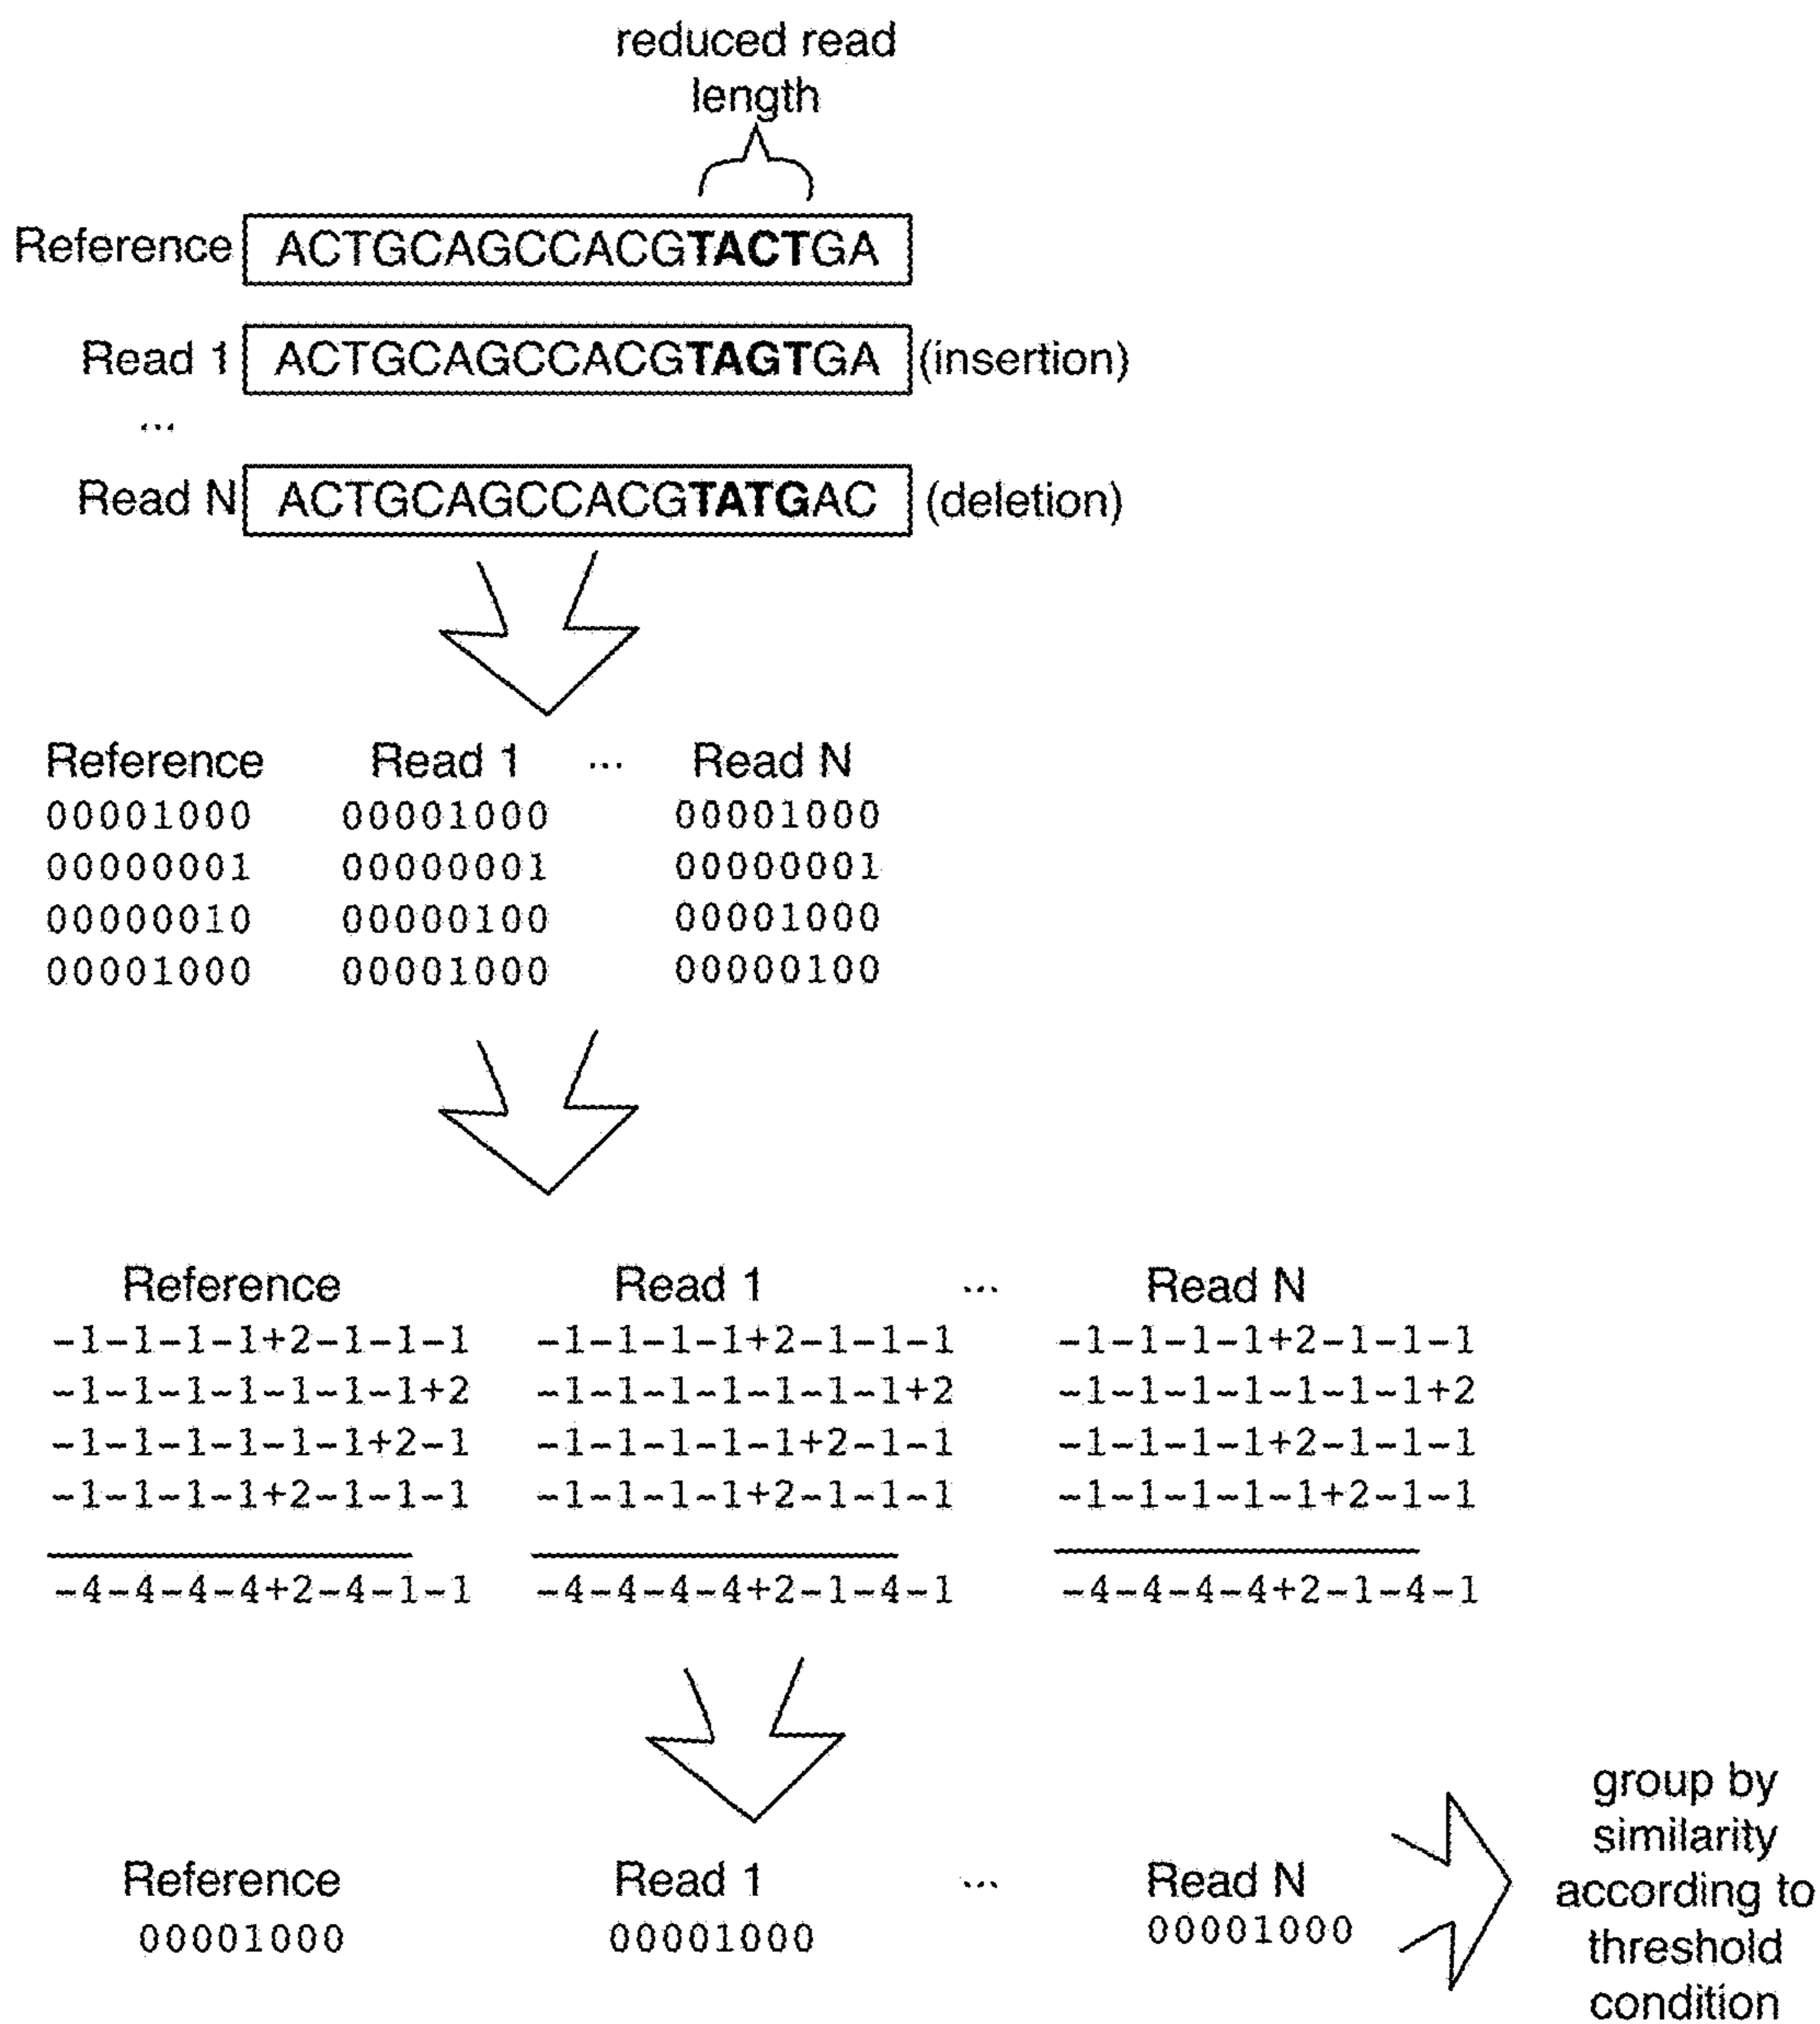 reduced read
length
Reference ACTGCAGCCACGTACTGA
Read 1 ACTGCAGCCACGTAGTGA (insertion)
...
Read N ACTGCAGCCACGTATGAC (deletion)
Reference Read 1 ... Read N
00001000 00001000 00001000
00000001 00000001 00000001
00000010 00000100 00001000
00001000 00001000 00000100
Reference Read 1 ... Read N
-1-1-1-1+2-1-1-1 -1-1-1-1+2-1-1-1 -1-1-1-1+2-1-1-1
-1-1-1-1-1-1-1+2 -1-1-1-1-1-1-1+2 -1-1-1-1-1-1-1+2
-1-1-1-1-1-1+2-1 -1-1-1-1-1+2-1-1 -1-1-1-1+2-1-1-1
-1-1-1-1+2-1-1-1 -1-1-1-1+2-1-1-1 -1-1-1-1-1+2-1-1
-4-4-4-4+2-4-1-1 -4-4-4-4+2-1-4-1 -4-4-4-4+2-1-4-1
Reference Read 1 ... Read N
00001000 00001000 00001000
group by
similarity
according to
threshold
condition